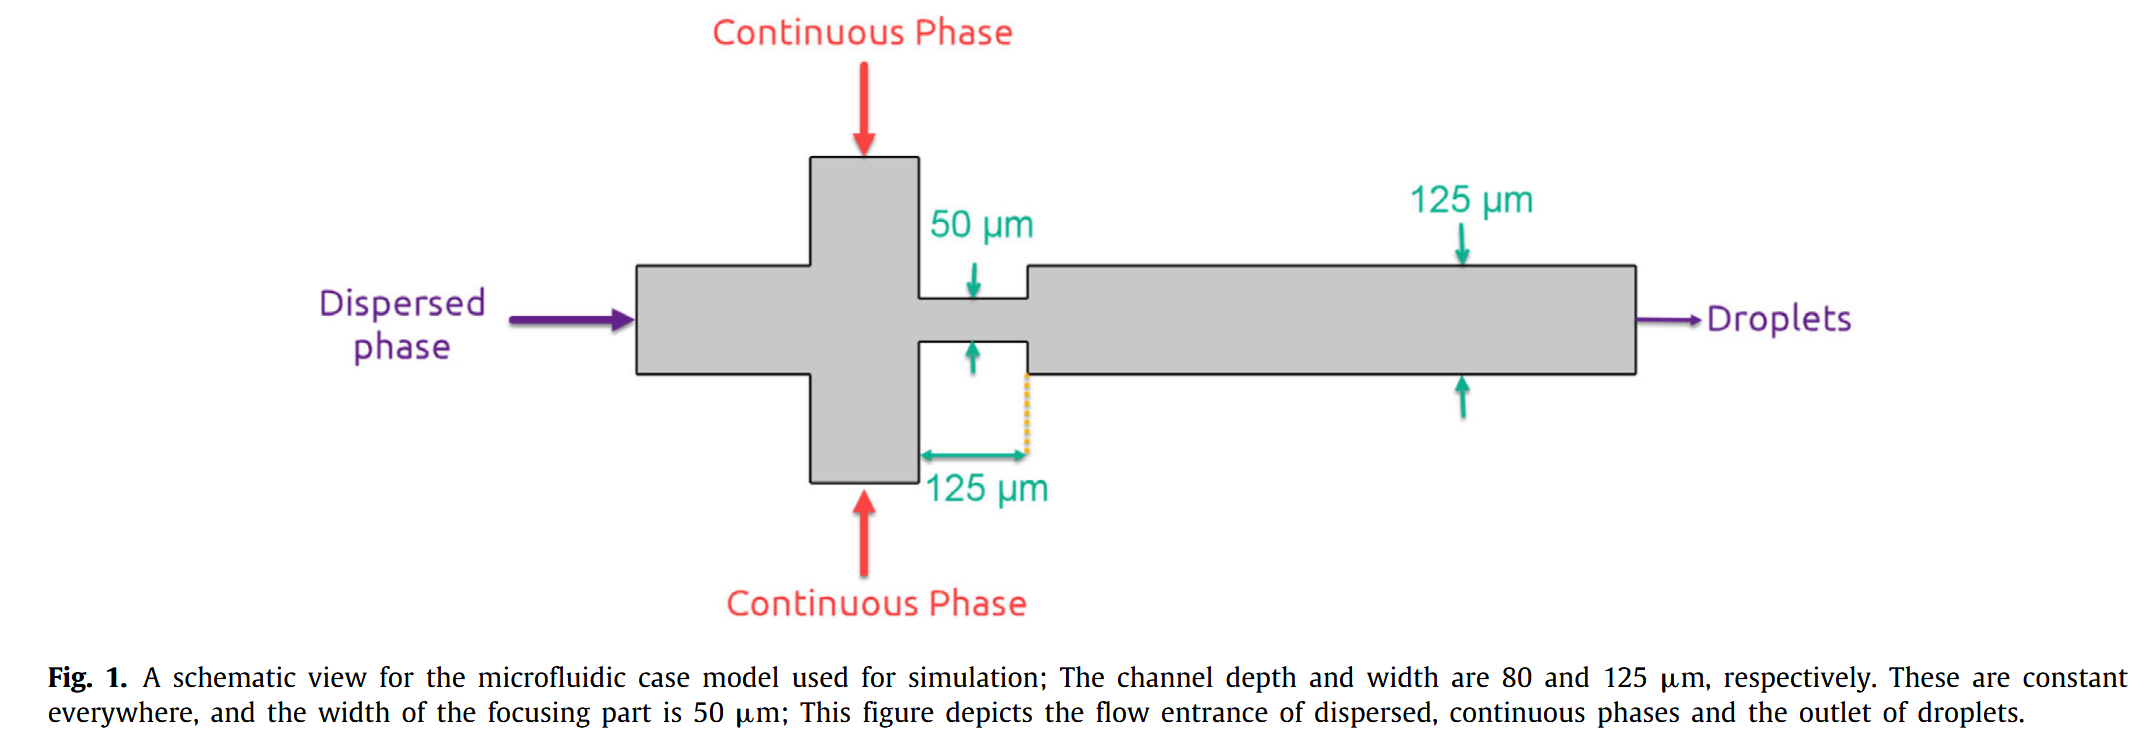 Continuous Phase
50 μm
125 μm
Dispersed
phase
Droplets
125 μm
Continuous Phase
Fig. 1. A schematic view for the microfluidic case model used for simulation; The channel depth and width are 80 and 125 μm, respectively. These are constant
everywhere, and the width of the focusing part is 50 μm; This figure depicts the flow entrance of dispersed, continuous phases and the outlet of droplets.